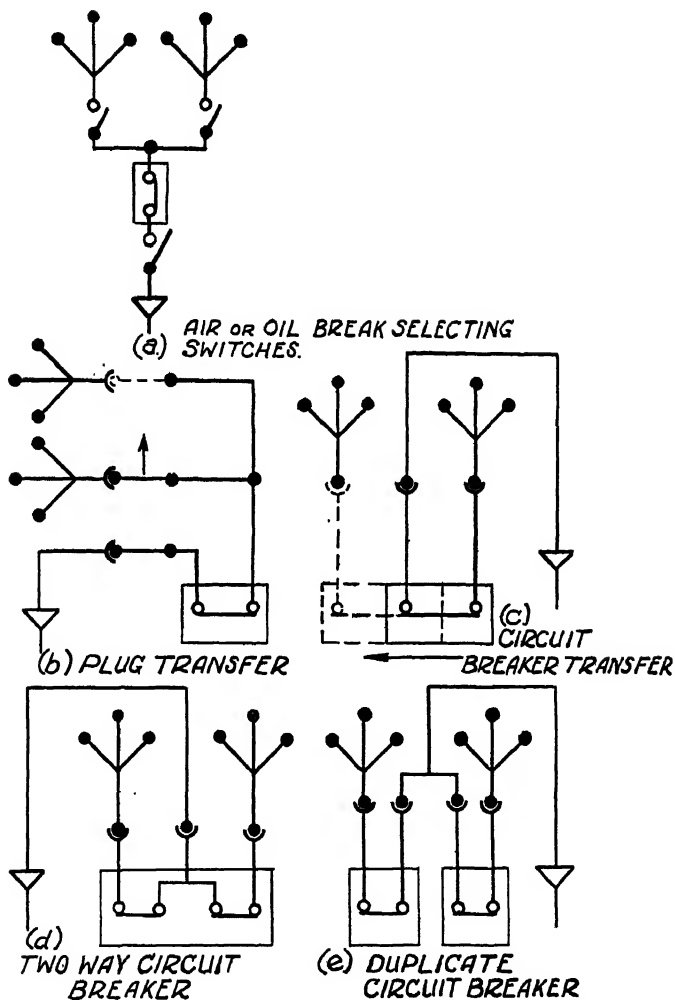 (a.) AIR OR OIL BREAK SELECTING
SWITCHES.
(b) PLUG TRANSFER
(c)
CIRCUIT
BREAKER TRANSFER
(d)
TWO WAY CIRCUIT
BREAKER
(e) DUPLICATE
CIRCUIT BREAKER